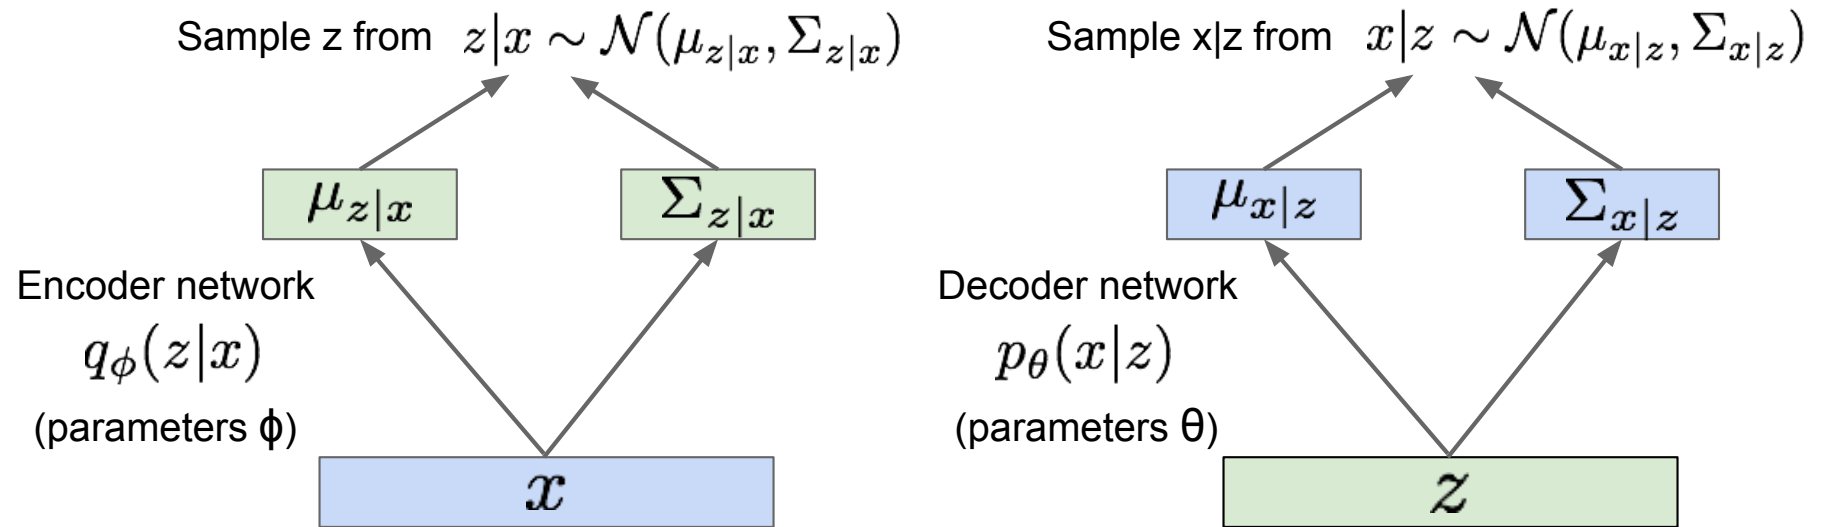 Sample z from z|x ∼ 𝒩(μ_{z|x}, Σ_{z|x})
μ_{z|x}
Σ_{z|x}
Encoder network
q_ϕ(z|x)
(parameters ϕ)
x
Sample x|z from x|z ∼ 𝒩(μ_{x|z}, Σ_{x|z})
μ_{x|z}
Σ_{x|z}
Decoder network
p_θ(x|z)
(parameters θ)
z